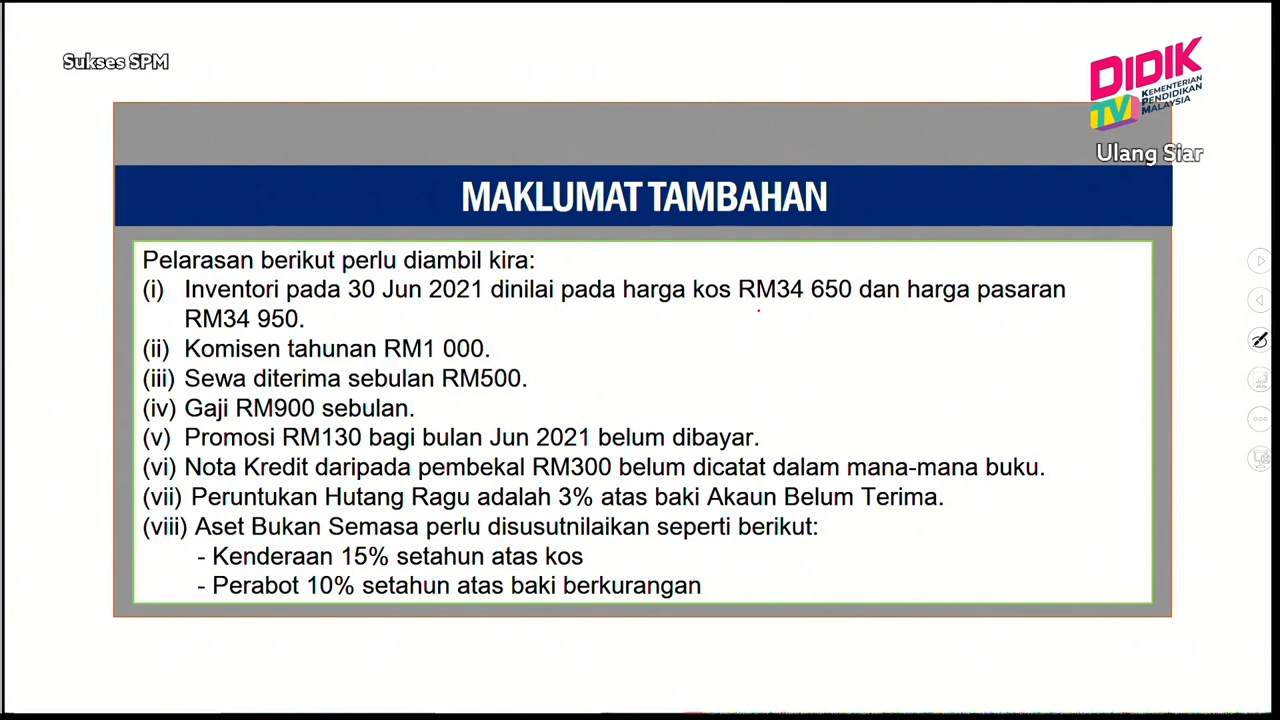 Sukses SPM
DIDIK
TV
KEMENTERIAN
PENDIDIKAN
MALAYSIA
Ulang Siar
MAKLUMAT TAMBAHAN
Pelarasan berikut perlu diambil kira:
(i) Inventori pada 30 Jun 2021 dinilai pada harga kos RM34 650 dan harga pasaran
RM34 950.
(ii) Komisen tahunan RM1 000.
(iii) Sewa diterima sebulan RM500.
(iv) Gaji RM900 sebulan.
(v) Promosi RM130 bagi bulan Jun 2021 belum dibayar.
(vi) Nota Kredit daripada pembekal RM300 belum dicatat dalam mana-mana buku.
(vii) Peruntukan Hutang Ragu adalah 3% atas baki Akaun Belum Terima.
(viii) Aset Bukan Semasa perlu disusutnilaikan seperti berikut:
- Kenderaan 15% setahun atas kos
- Perabot 10% setahun atas baki berkurangan